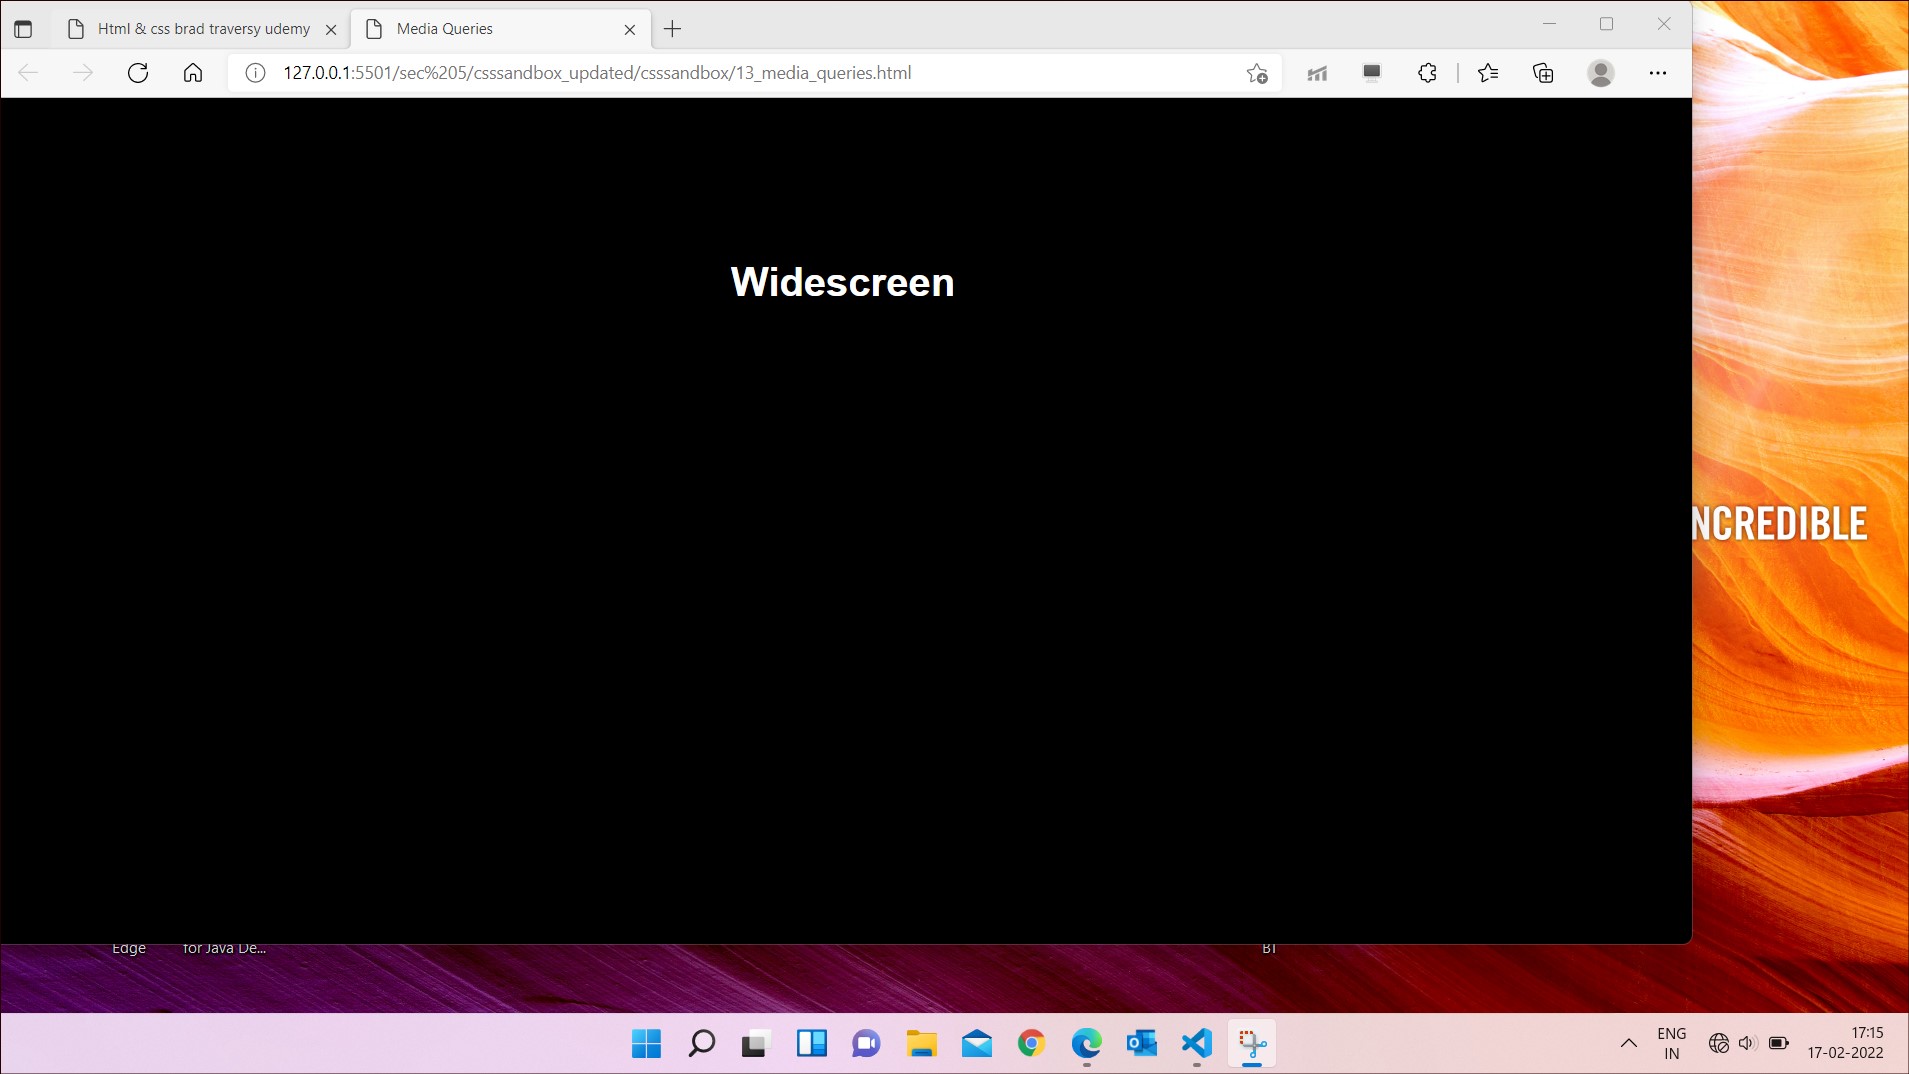 Html & css brad traversy udemy
Media Queries
127.0.0.1:5501/sec%205/csssandbox_updated/csssandbox/13_media_queries.html
Widescreen
NCREDIBLE
Edge
for Java De...
BT
ENG
IN
17:15
17-02-2022